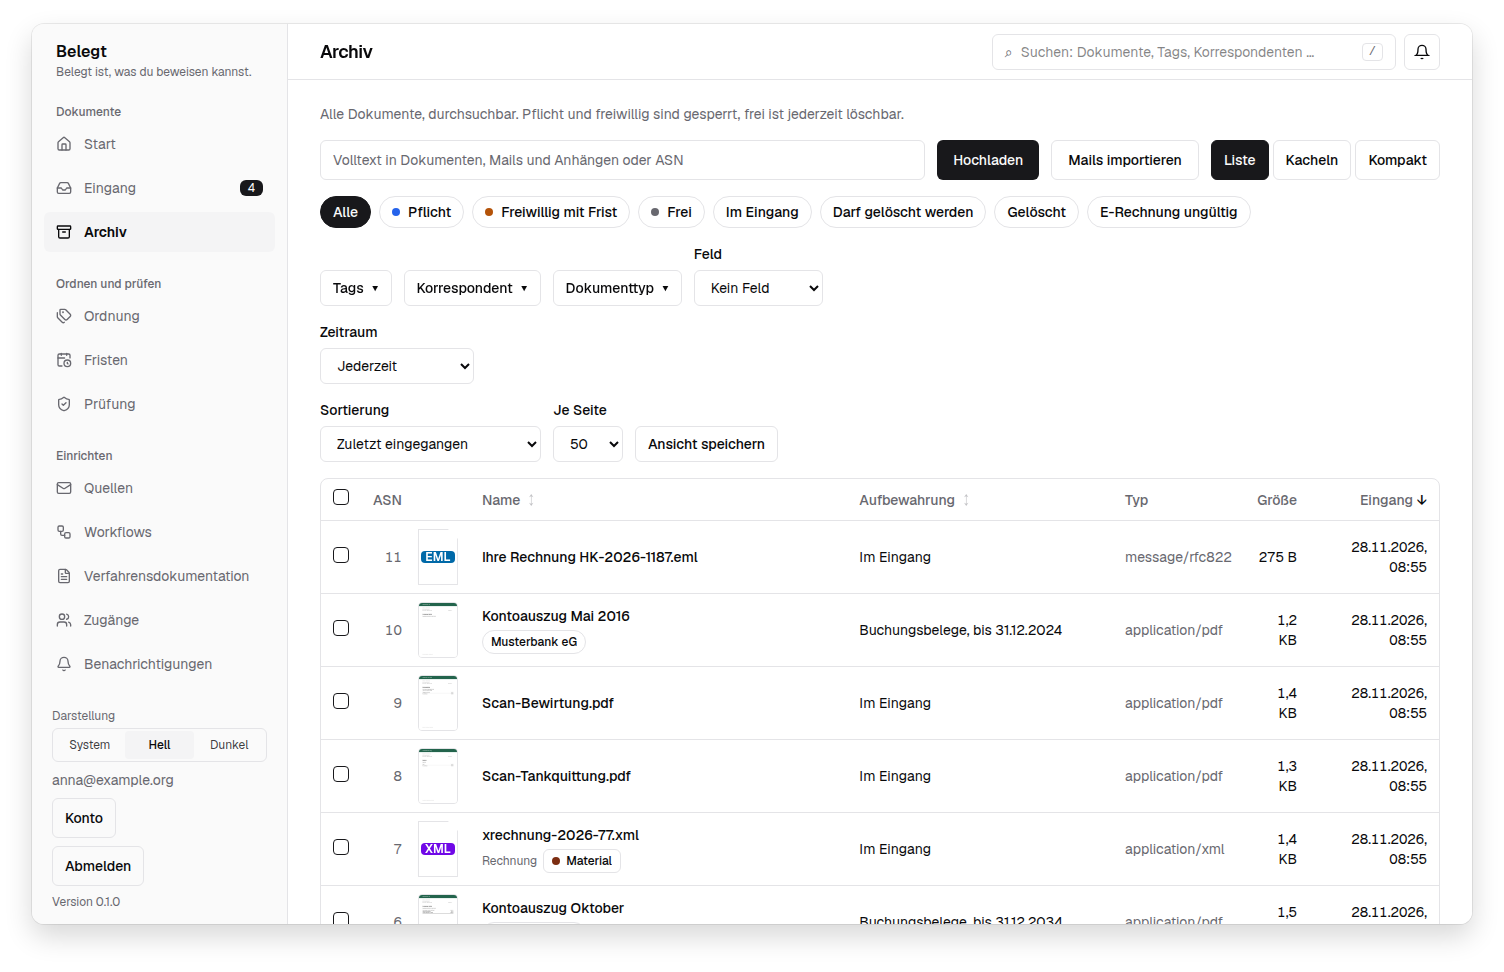 Belegt
Belegt ist, was du beweisen kannst.
Dokumente
Start
Eingang 4
Archiv
Ordnen und prüfen
Ordnung
Fristen
Prüfung
Einrichten
Quellen
Workflows
Verfahrensdokumentation
Zugänge
Benachrichtigungen
Darstellung
System Hell Dunkel
anna@example.org
Konto
Abmelden
Version 0.1.0
Archiv
Suchen: Dokumente, Tags, Korrespondenten … /
Alle Dokumente, durchsuchbar. Pflicht und freiwillig sind gesperrt, frei ist jederzeit löschbar.
Volltext in Dokumenten, Mails und Anhängen oder ASN Hochladen Mails importieren Liste Kacheln Kompakt
Alle Pflicht Freiwillig mit Frist Frei Im Eingang Darf gelöscht werden Gelöscht E-Rechnung ungültig
Feld
Tags Korrespondent Dokumenttyp Kein Feld
Zeitraum
Jederzeit
Sortierung Je Seite
Zuletzt eingegangen 50 Ansicht speichern
ASN Name Aufbewahrung Typ Größe Eingang
11 EML Ihre Rechnung HK-2026-1187.eml Im Eingang message/rfc822 275 B 28.11.2026, 08:55
10 Kontoauszug Mai 2016 Buchungsbelege, bis 31.12.2024 application/pdf 1,2 KB 28.11.2026, 08:55
Musterbank eG
9 Scan-Bewirtung.pdf Im Eingang application/pdf 1,4 KB 28.11.2026, 08:55
8 Scan-Tankquittung.pdf Im Eingang application/pdf 1,3 KB 28.11.2026, 08:55
7 XML xrechnung-2026-77.xml Im Eingang application/xml 1,4 KB 28.11.2026, 08:55
Rechnung Material
6 Kontoauszug Oktober Buchungsbelege, bis 31.12.2034 application/pdf 1,5 28.11.2026,